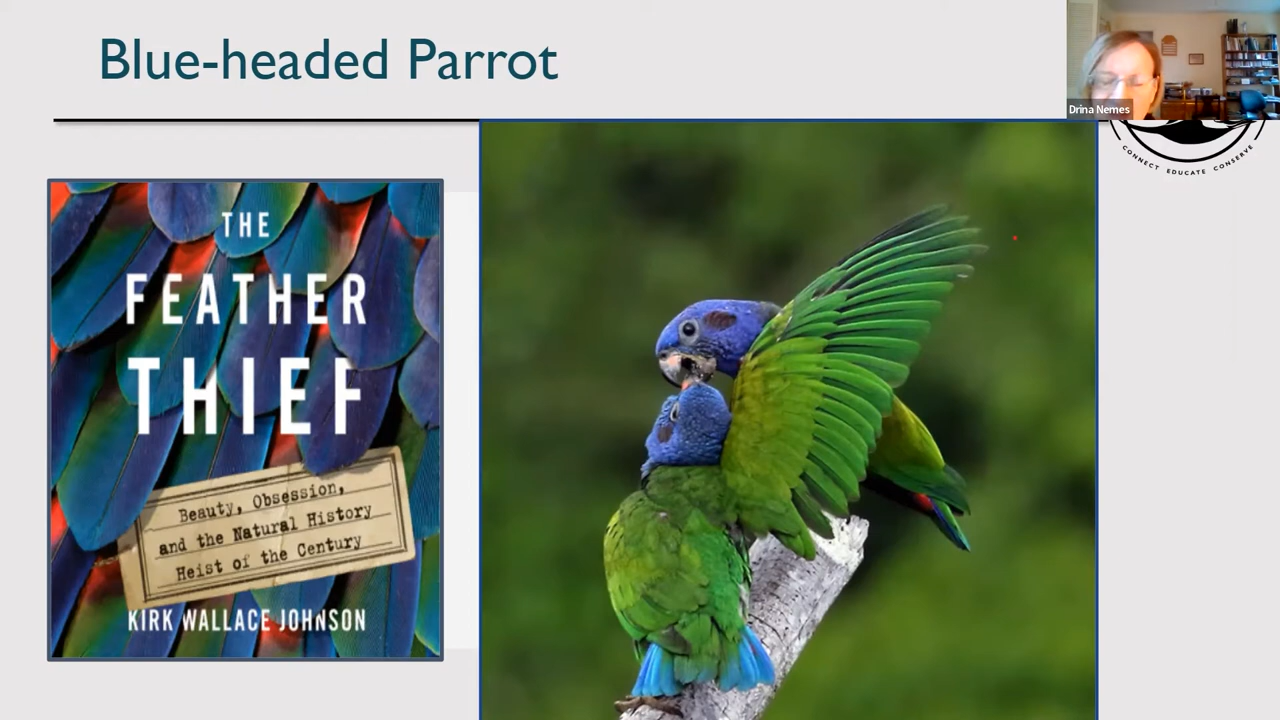 Blue-headed Parrot
Drina Nemes
CONNECT EDUCATE CONSERVE
THE
FEATHER
THIEF
Beauty, Obsession,
and the Natural History
Heist of the Century
KIRK WALLACE JOHNSON